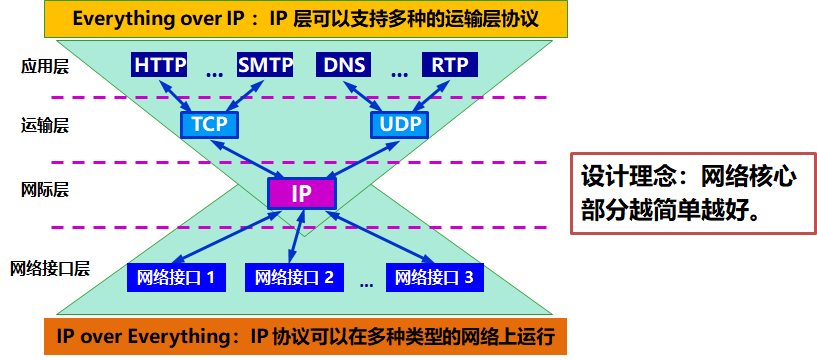 Everything over IP ：IP 层可以支持多种的运输层协议
应用层
HTTP ... SMTP DNS ... RTP
运输层
TCP UDP
网际层
IP
设计理念：网络核心
部分越简单越好。
网络接口层
网络接口 1 网络接口 2 ... 网络接口 3
IP over Everything：IP 协议可以在多种类型的网络上运行